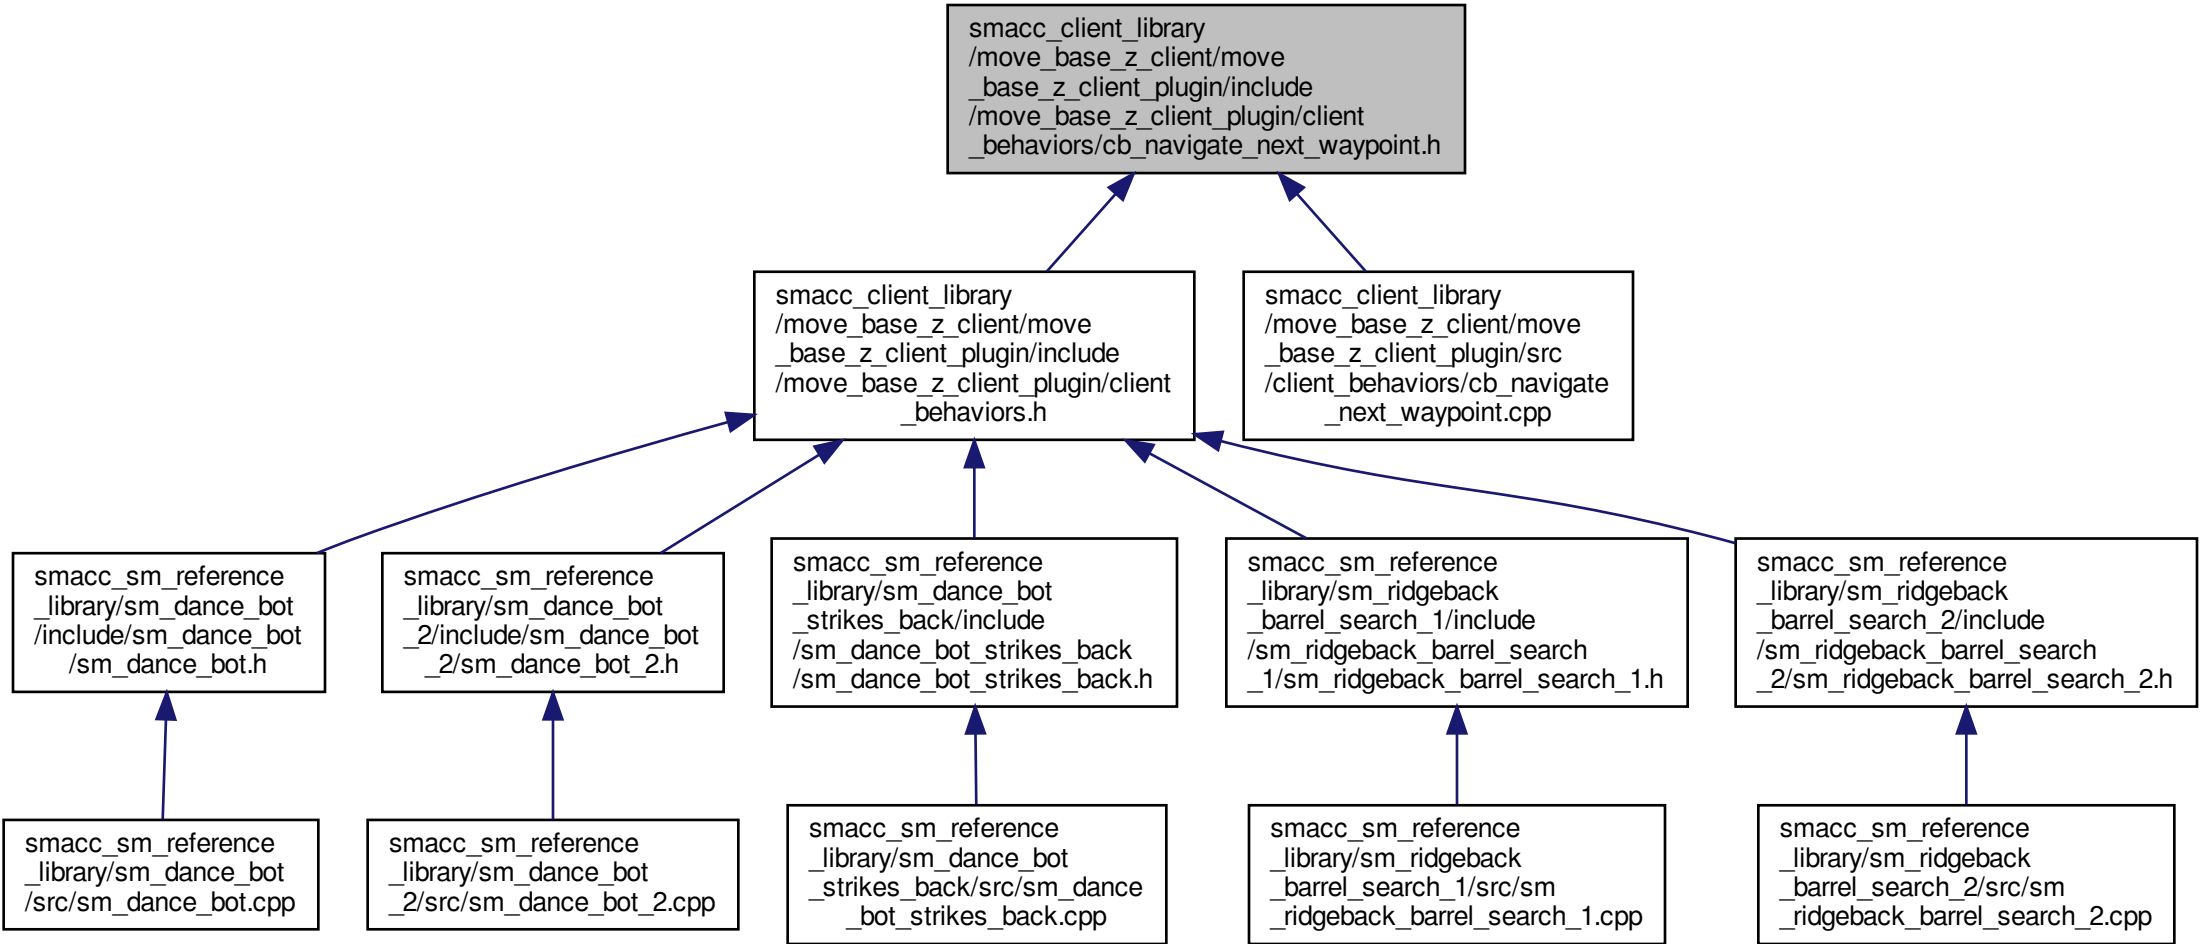 smacc_client_library
/move_base_z_client/move
_base_z_client_plugin/include
/move_base_z_client_plugin/client
_behaviors/cb_navigate_next_waypoint.h
smacc_client_library
/move_base_z_client/move
_base_z_client_plugin/include
/move_base_z_client_plugin/client
_behaviors.h
smacc_client_library
/move_base_z_client/move
_base_z_client_plugin/src
/client_behaviors/cb_navigate
_next_waypoint.cpp
smacc_sm_reference
_library/sm_dance_bot
/include/sm_dance_bot
/sm_dance_bot.h
smacc_sm_reference
_library/sm_dance_bot
_2/include/sm_dance_bot
_2/sm_dance_bot_2.h
smacc_sm_reference
_library/sm_dance_bot
_strikes_back/include
/sm_dance_bot_strikes_back
/sm_dance_bot_strikes_back.h
smacc_sm_reference
_library/sm_ridgeback
_barrel_search_1/include
/sm_ridgeback_barrel_search
_1/sm_ridgeback_barrel_search_1.h
smacc_sm_reference
_library/sm_ridgeback
_barrel_search_2/include
/sm_ridgeback_barrel_search
_2/sm_ridgeback_barrel_search_2.h
smacc_sm_reference
_library/sm_dance_bot
/src/sm_dance_bot.cpp
smacc_sm_reference
_library/sm_dance_bot
_2/src/sm_dance_bot_2.cpp
smacc_sm_reference
_library/sm_dance_bot
_strikes_back/src/sm_dance
_bot_strikes_back.cpp
smacc_sm_reference
_library/sm_ridgeback
_barrel_search_1/src/sm
_ridgeback_barrel_search_1.cpp
smacc_sm_reference
_library/sm_ridgeback
_barrel_search_2/src/sm
_ridgeback_barrel_search_2.cpp